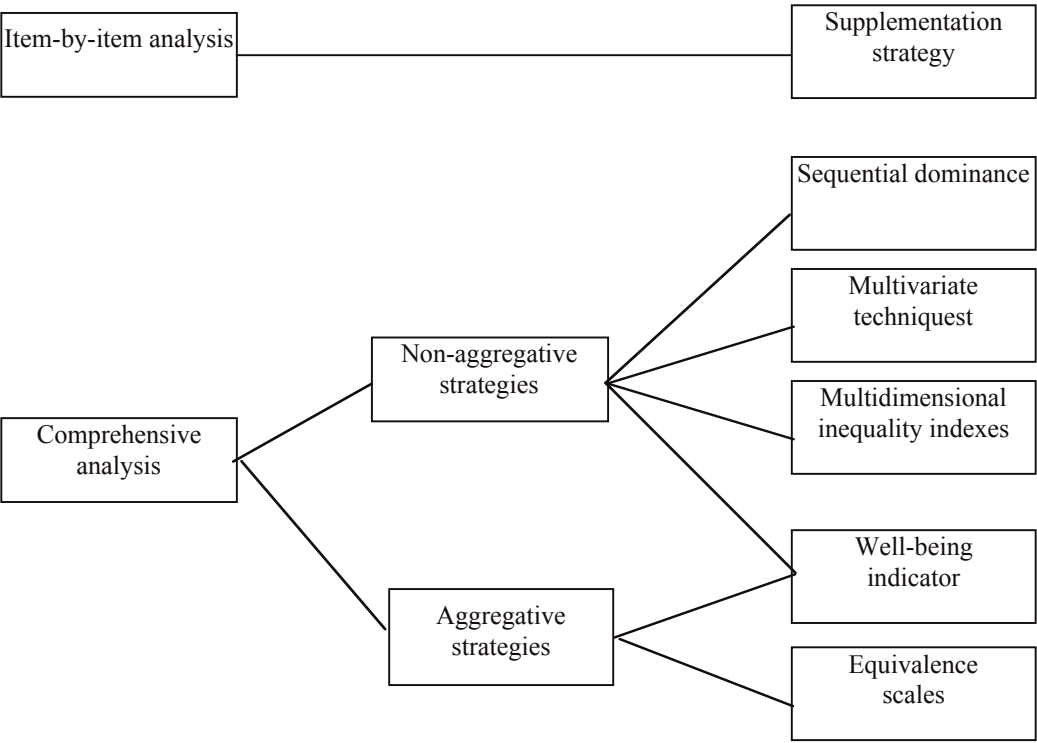 Item-by-item analysis
Supplementation
strategy
Sequential dominance
Multivariate
techniquest
Non-aggregative
strategies
Multidimensional
inequality indexes
Comprehensive
analysis
Well-being
indicator
Aggregative
strategies
Equivalence
scales